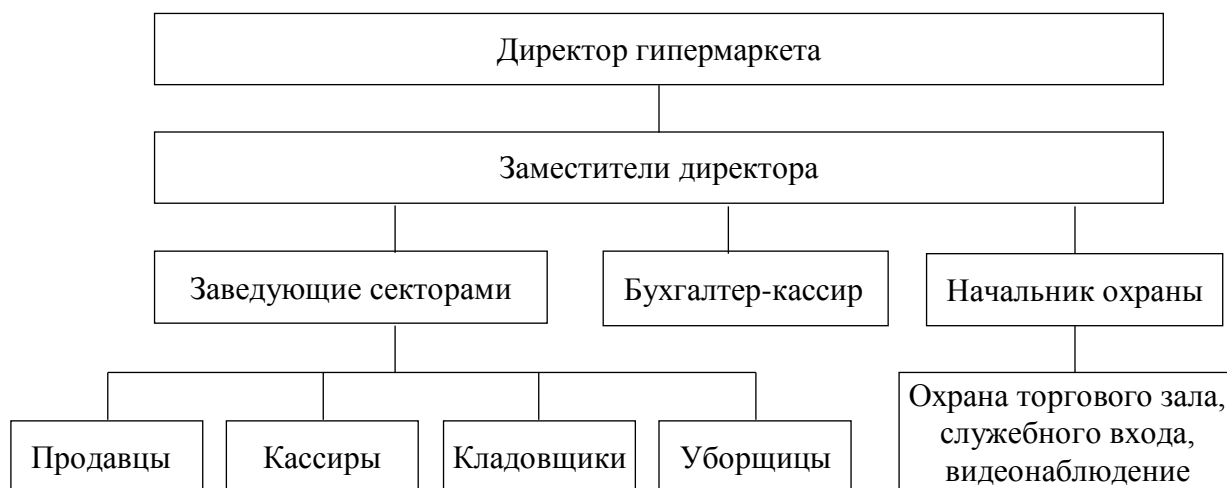 Директор гипермаркета
Заместители директора
Заведующие секторами
Бухгалтер-кассир
Начальник охраны
Продавцы
Кассиры
Кладовщики
Уборщицы
Охрана торгового зала,
служебного входа,
видеонаблюдение